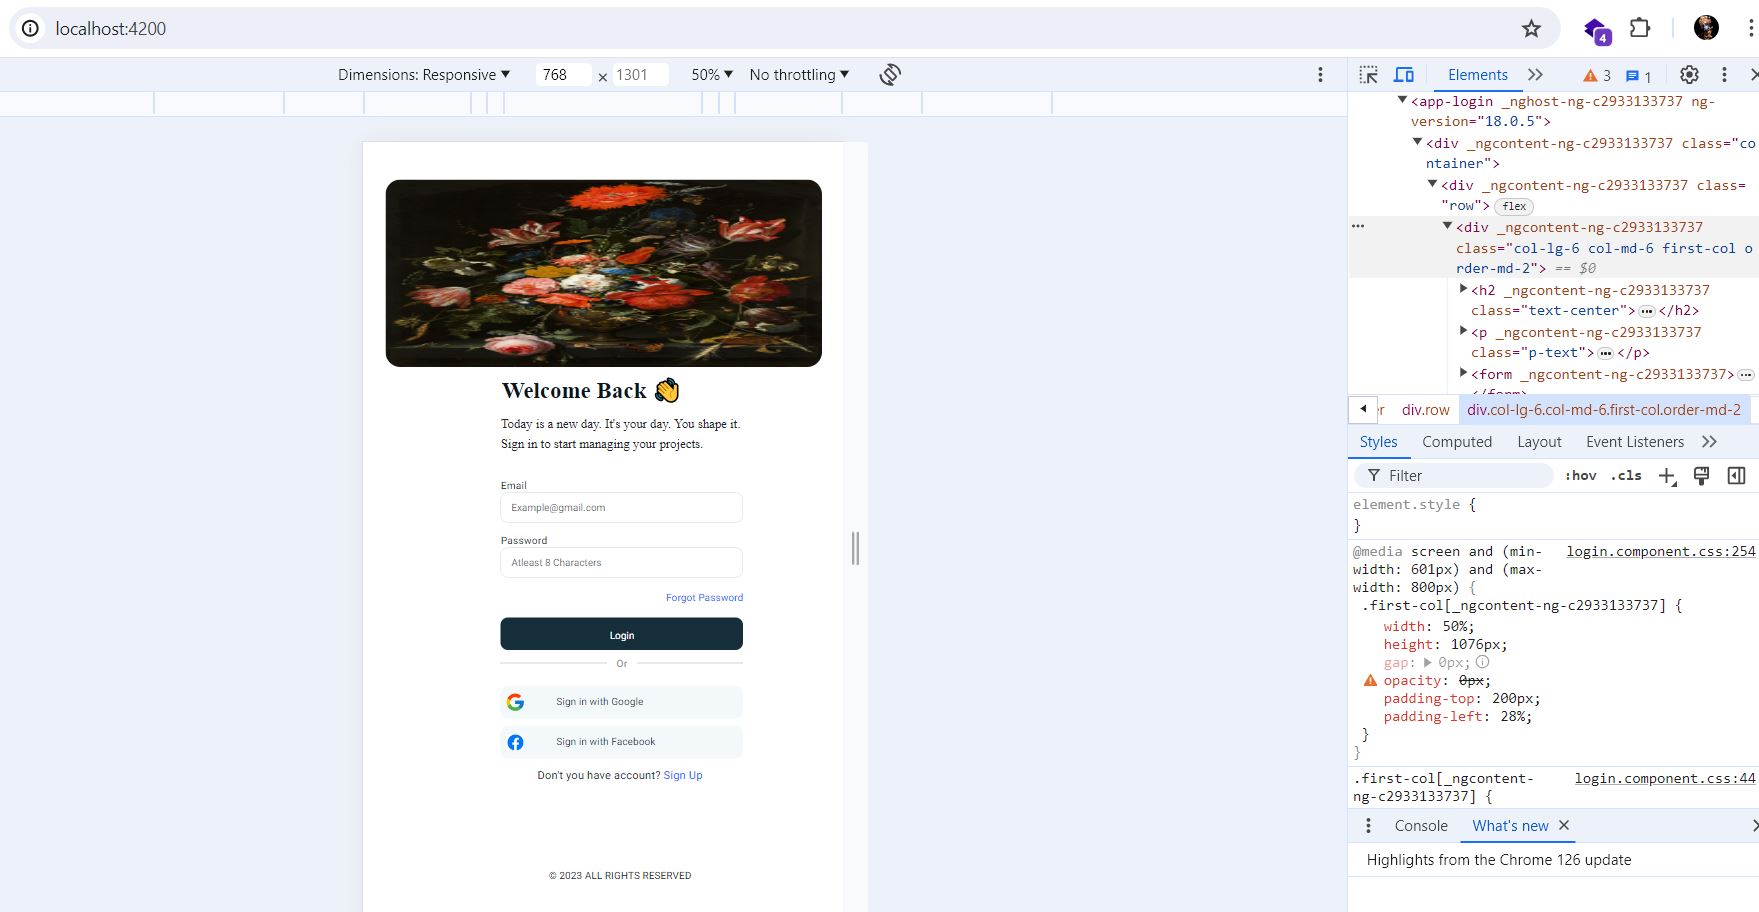 localhost:4200
4
Dimensions: Responsive 768 × 1301 50% No throttling
Elements 3 1
<app-login _nghost-ng-c2933133737 ng-
version="18.0.5">
<div _ngcontent-ng-c2933133737 class="co
ntainer">
<div _ngcontent-ng-c2933133737 class=
"row"> flex
<div _ngcontent-ng-c2933133737
class="col-lg-6 col-md-6 first-col o
rder-md-2"> == $0
<h2 _ngcontent-ng-c2933133737
class="text-center"> … </h2>
<p _ngcontent-ng-c2933133737
class="p-text"> … </p>
<form _ngcontent-ng-c2933133737> …
</form>
er div.row div.col-lg-6.col-md-6.first-col.order-md-2
Styles Computed Layout Event Listeners
Filter :hov .cls
element.style {
}
@media screen and (min- login.component.css:254
width: 601px) and (max-
width: 800px) {
.first-col[_ngcontent-ng-c2933133737] {
width: 50%;
height: 1076px;
gap: 0px;
opacity: 0px;
padding-top: 200px;
padding-left: 28%;
}
}
.first-col[_ngcontent- login.component.css:44
ng-c2933133737] {
Console What's new
Highlights from the Chrome 126 update
Welcome Back 👋
Today is a new day. It's your day. You shape it.
Sign in to start managing your projects.
Email
Example@gmail.com
Password
Atleast 8 Characters
Forgot Password
Login
Or
Sign in with Google
Sign in with Facebook
Don't you have account? Sign Up
© 2023 ALL RIGHTS RESERVED